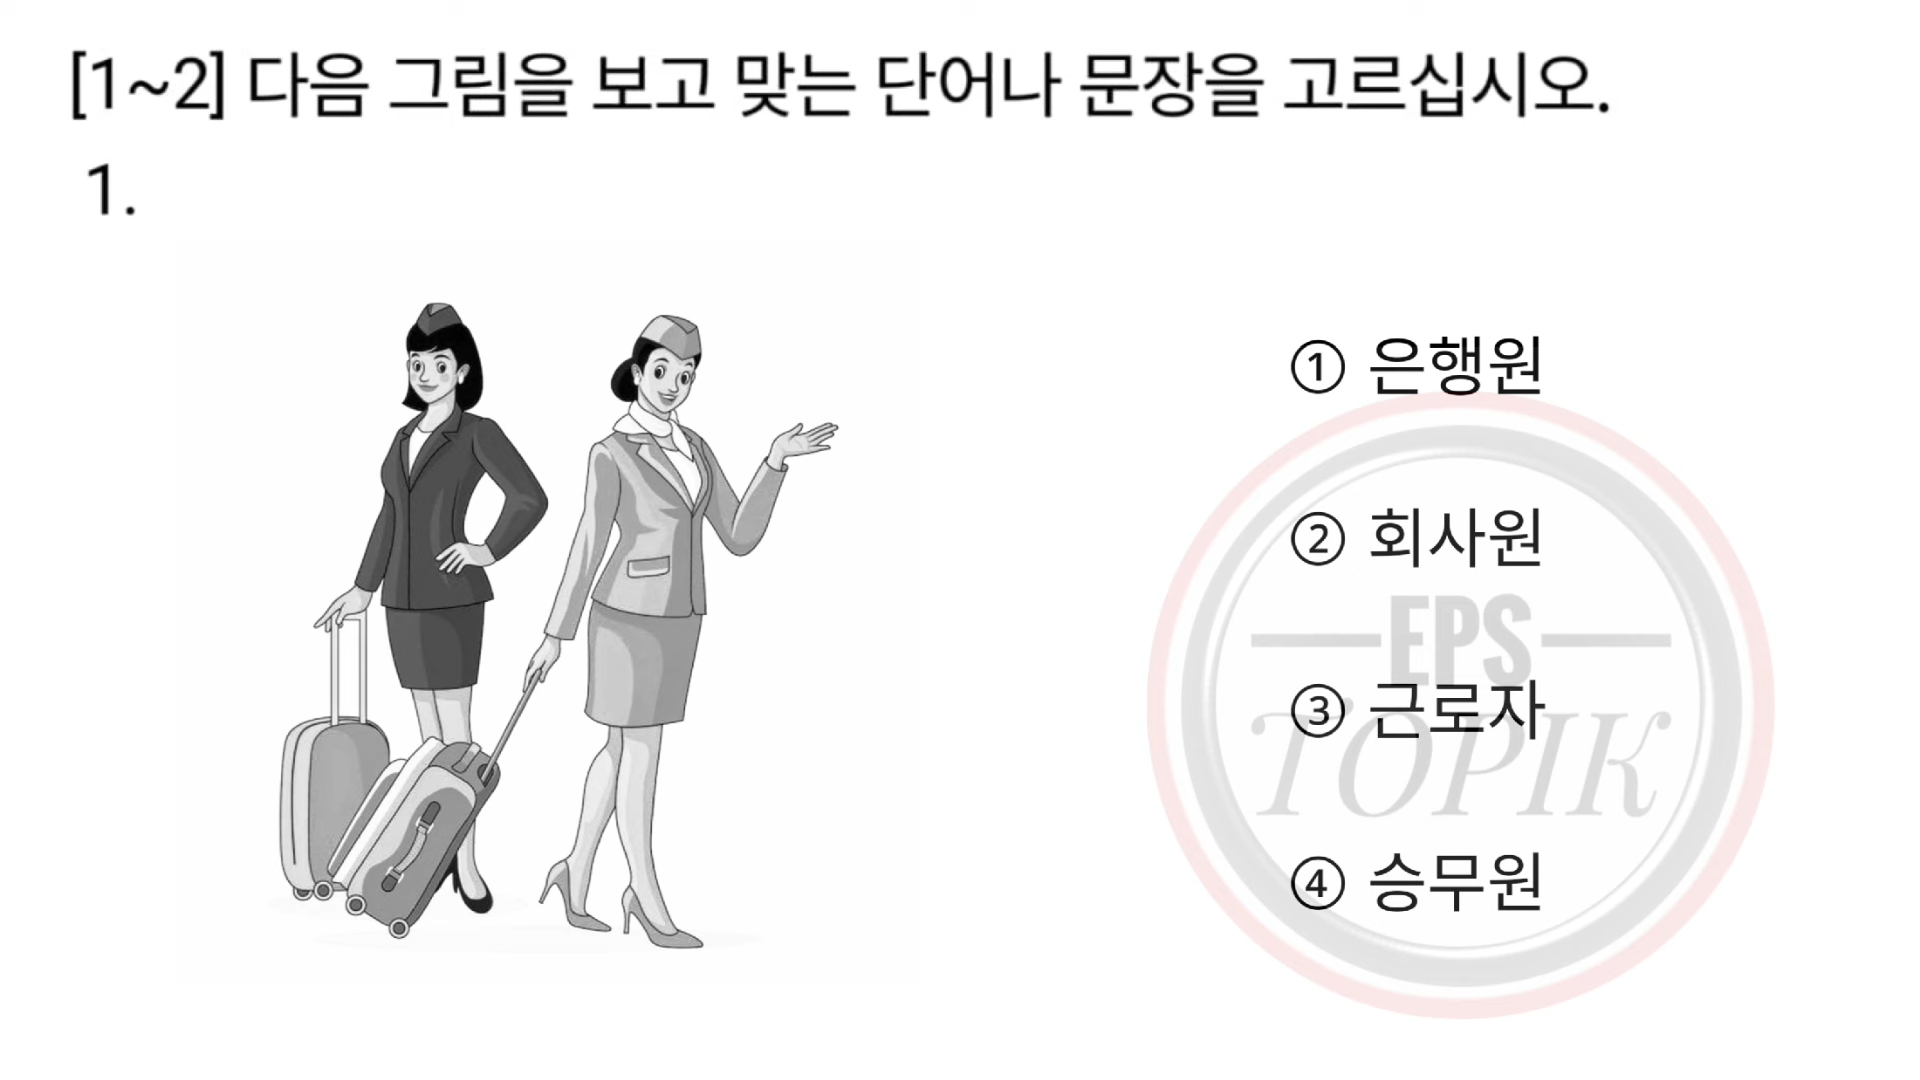 [1~2] 다음 그림을 보고 맞는 단어나 문장을 고르십시오.
1.
① 은행원
② 회사원
EPS
③ 근로자
TOPIK
④ 승무원